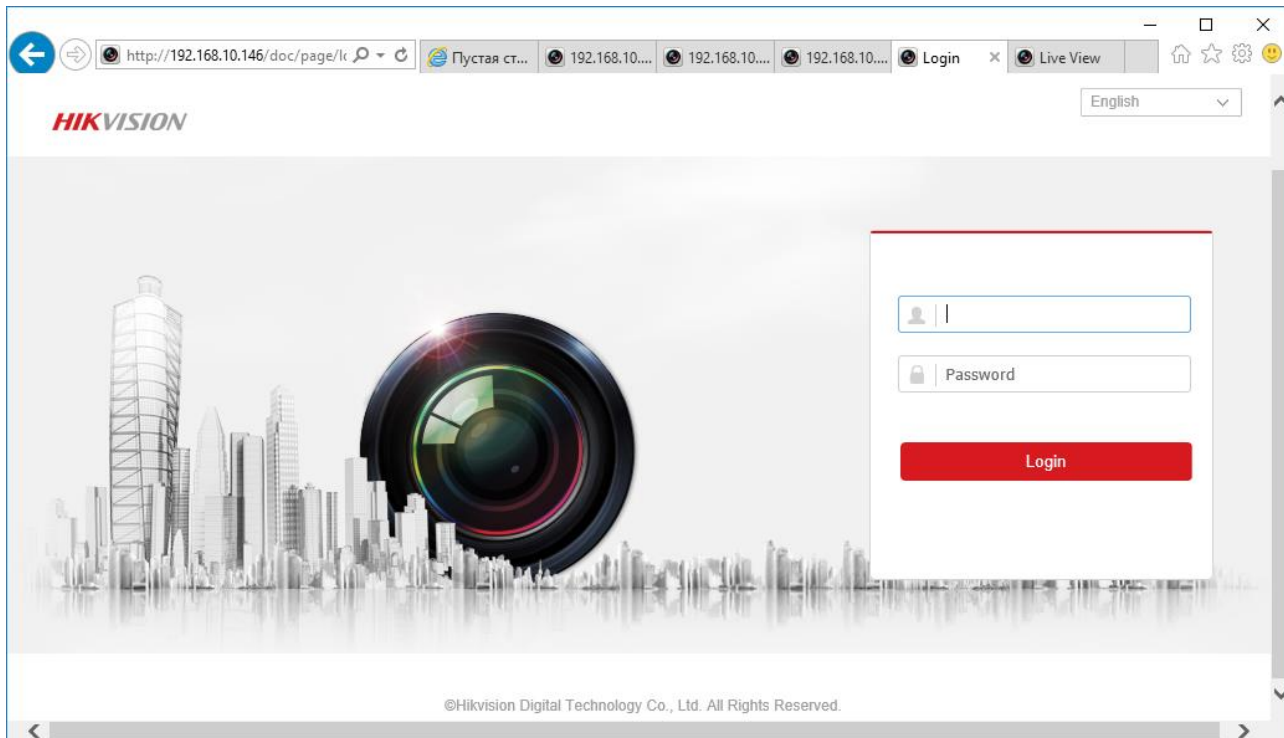 http://192.168.10.146/doc/page/lc
Пустая ст...
192.168.10....
192.168.10....
192.168.10....
Login
Live View
English
HIKVISION
Password
Login
©Hikvision Digital Technology Co., Ltd. All Rights Reserved.